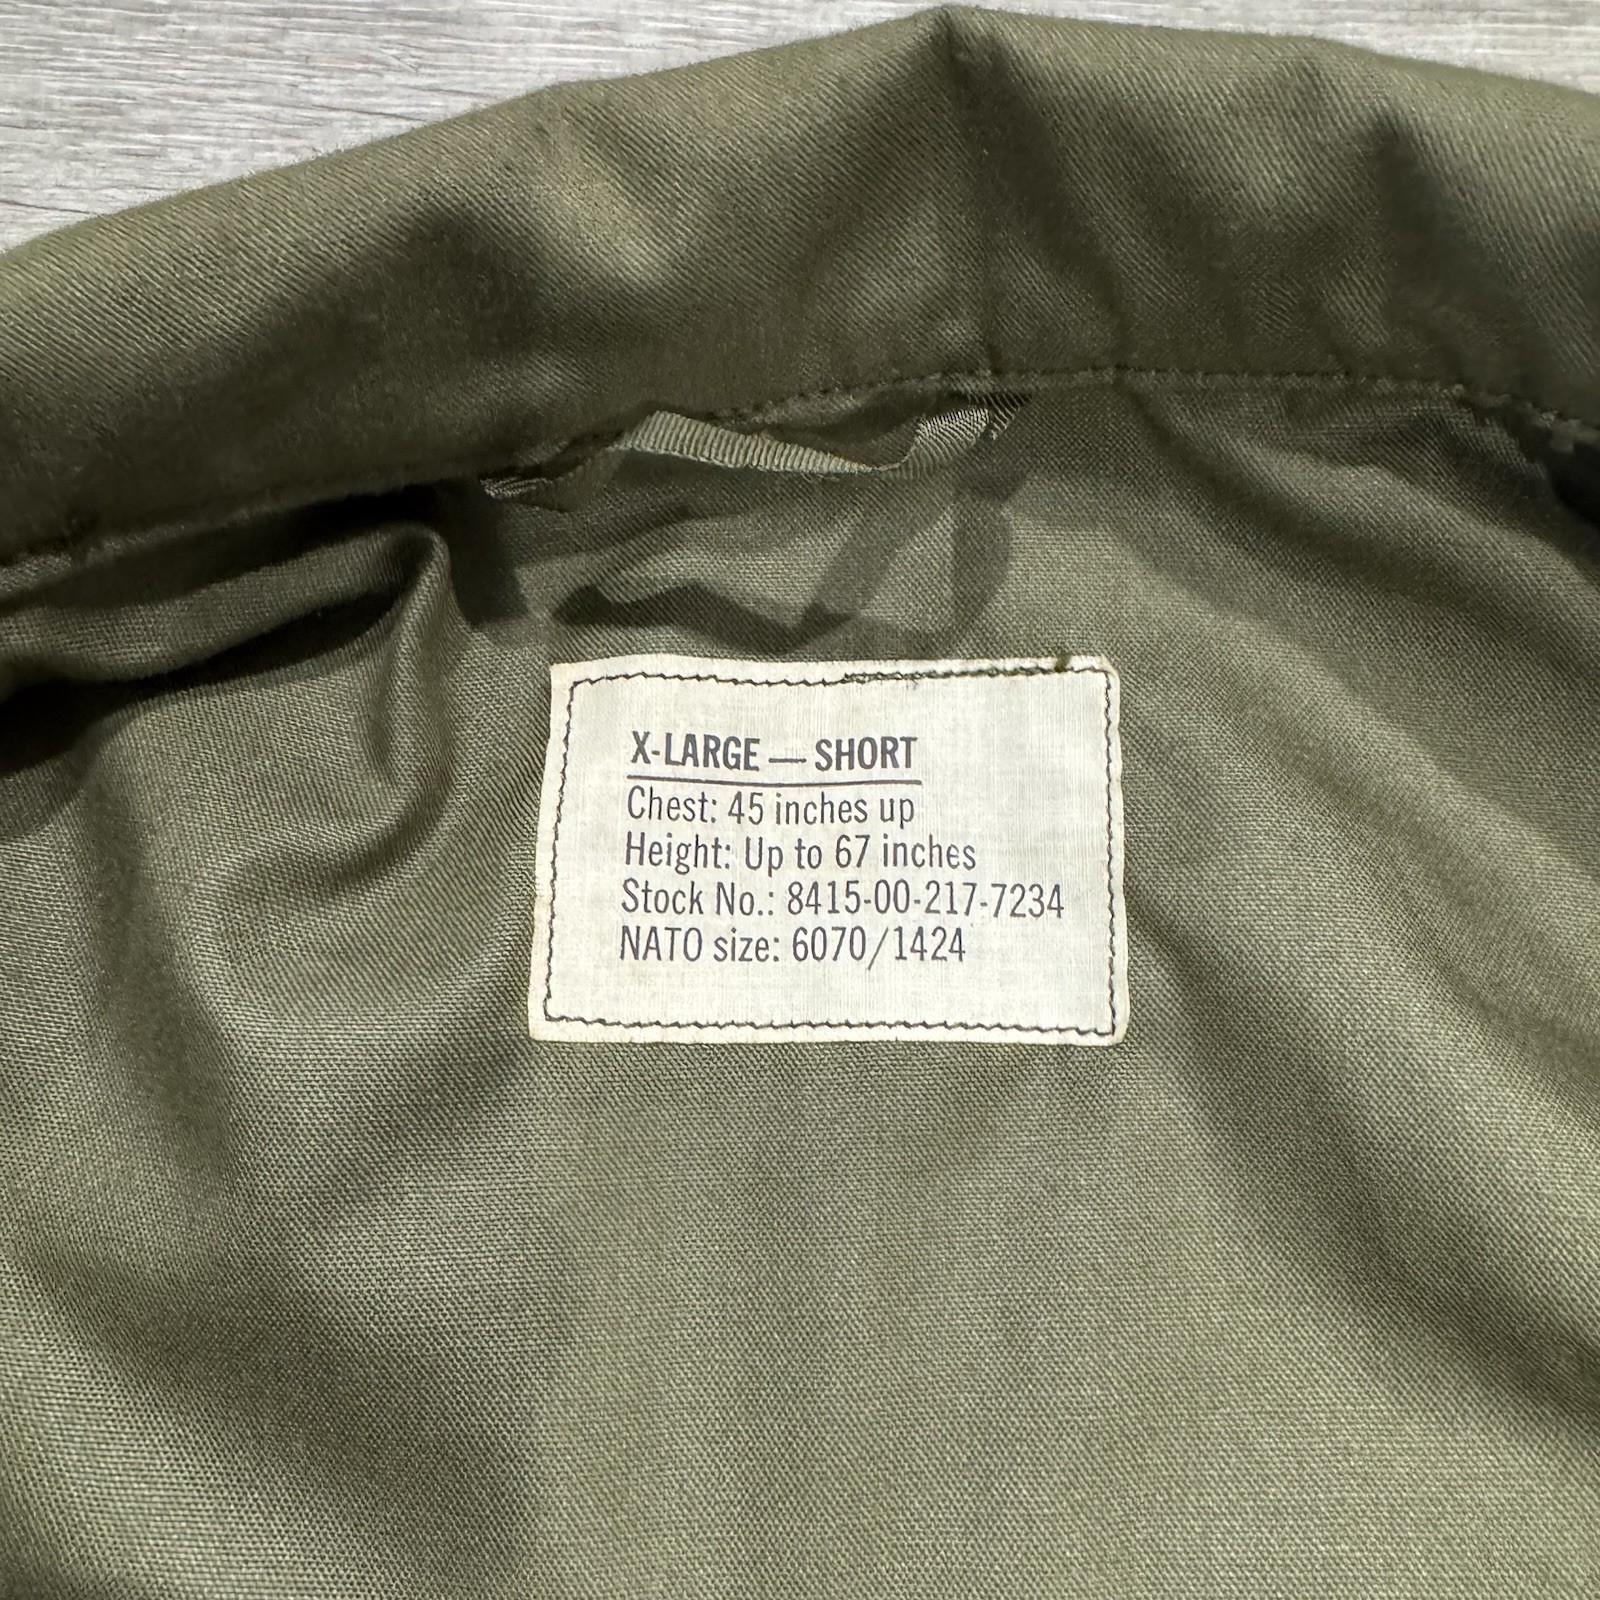 X-LARGE — SHORT
Chest: 45 inches up
Height: Up to 67 inches
Stock No.: 8415-00-217-7234
NATO size: 6070/1424